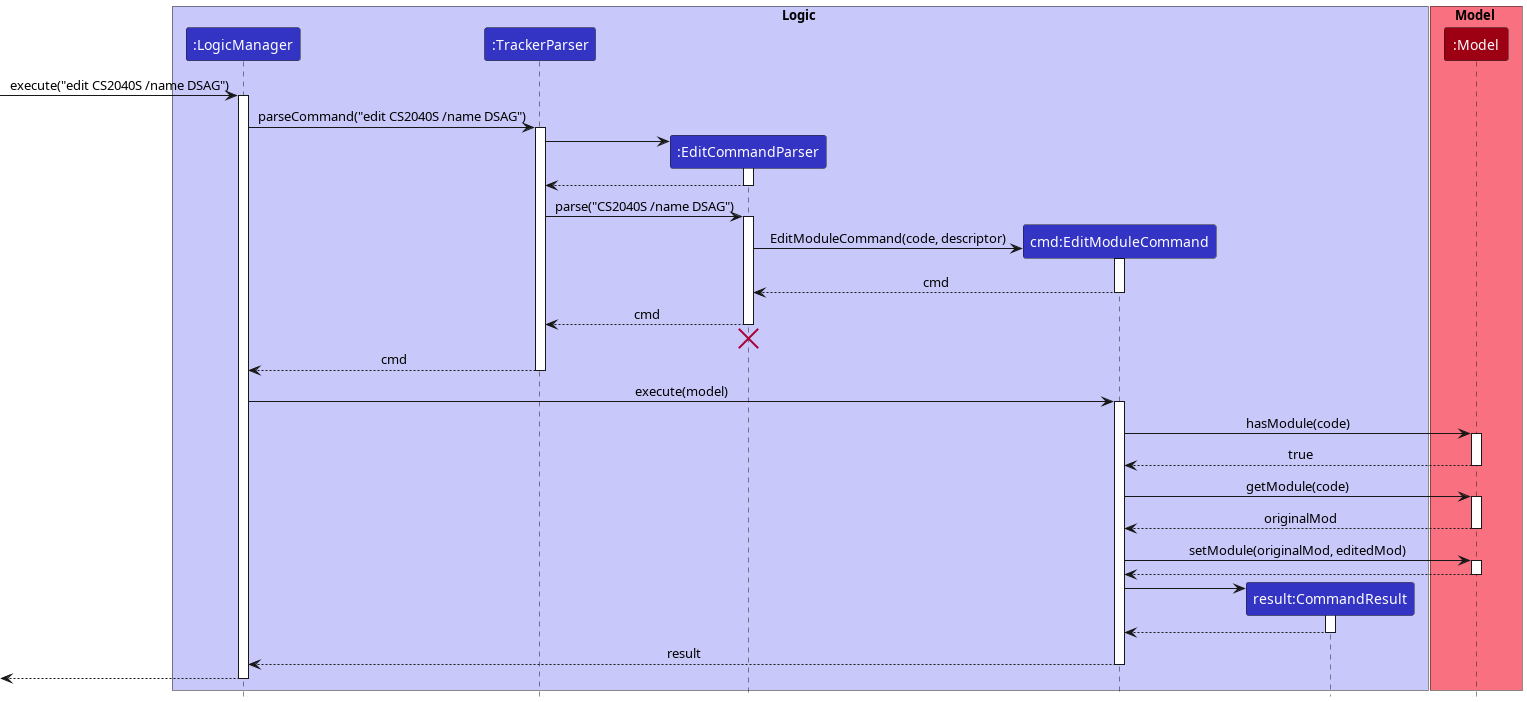 Logic
Model
:LogicManager
:TrackerParser
:Model
execute("edit CS2040S /name DSAG")
parseCommand("edit CS2040S /name DSAG")
:EditCommandParser
parse("CS2040S /name DSAG")
EditModuleCommand(code, descriptor)
cmd:EditModuleCommand
cmd
cmd
cmd
execute(model)
hasModule(code)
true
getModule(code)
originalMod
setModule(originalMod, editedMod)
result:CommandResult
result